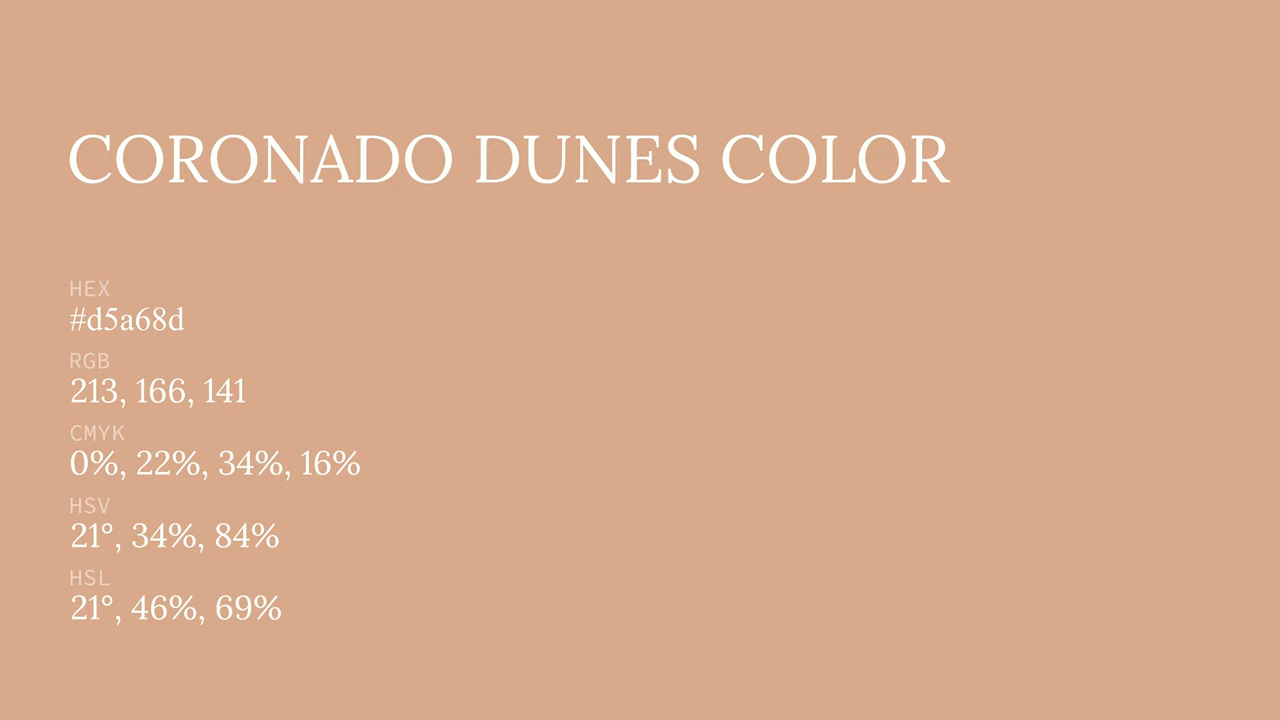 CORONADO DUNES COLOR
HEX
#d5a68d
RGB
213, 166, 141
CMYK
0%, 22%, 34%, 16%
HSV
21°, 34%, 84%
HSL
21°, 46%, 69%